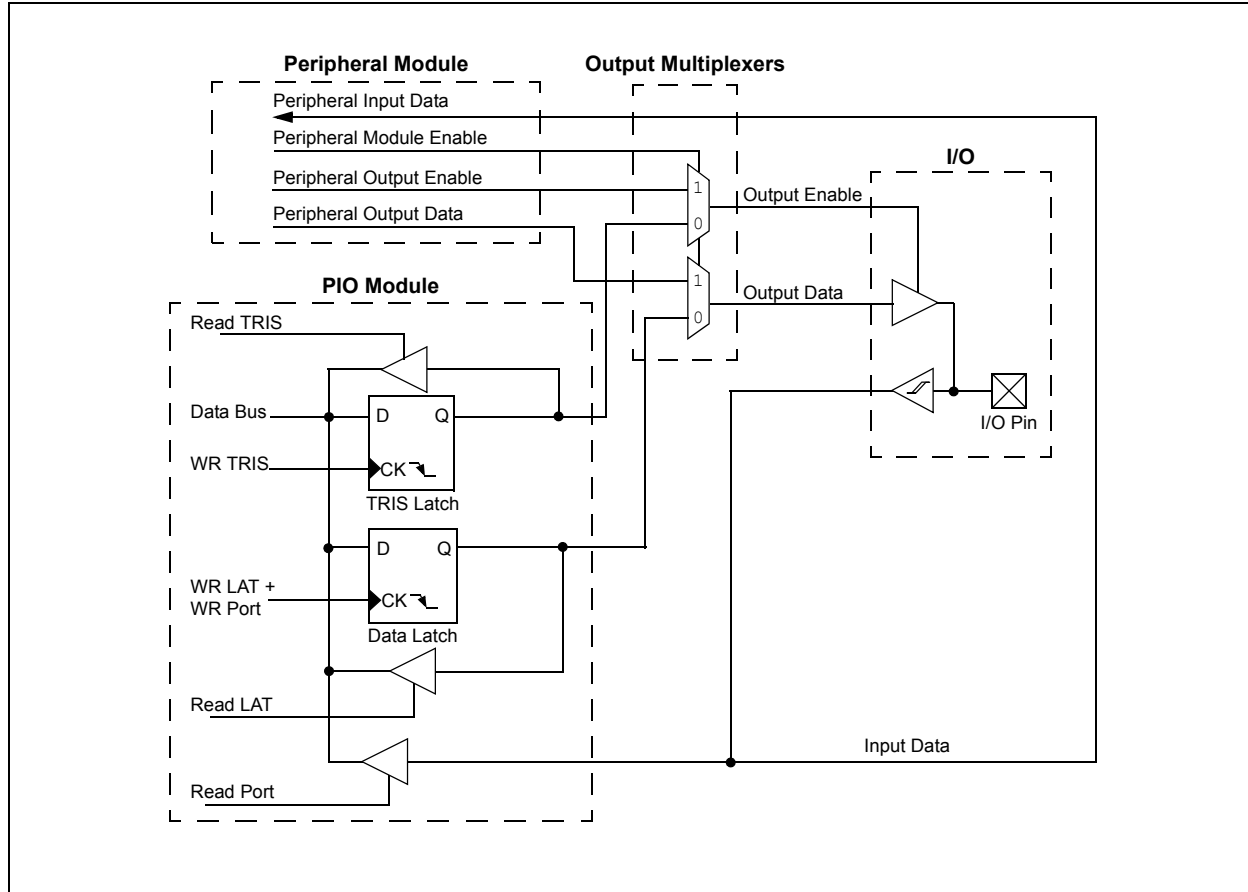 Peripheral Module
Output Multiplexers
Peripheral Input Data
Peripheral Module Enable
Peripheral Output Enable
Peripheral Output Data
1
0
Output Enable
1
0
Output Data
I/O
I/O Pin
PIO Module
Read TRIS
Data Bus
D
Q
WR TRIS
CK
TRIS Latch
D
Q
WR LAT +
WR Port
CK
Data Latch
Read LAT
Read Port
Input Data